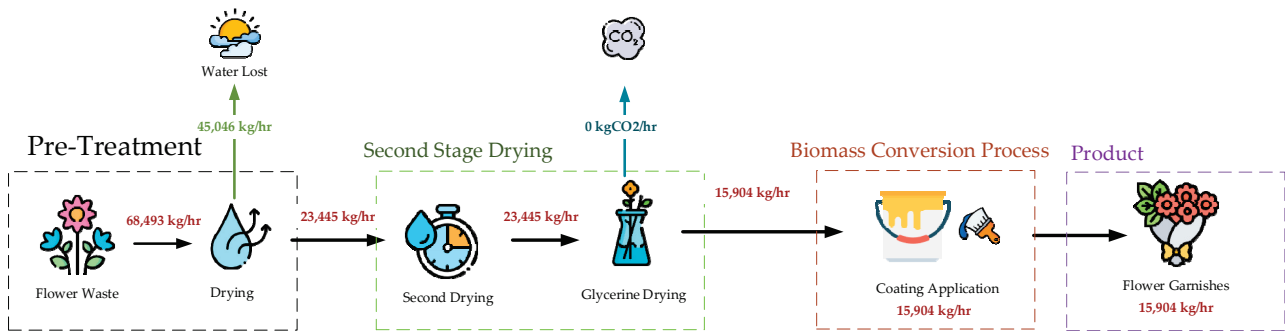 CO2
Water Lost
45,046 kg/hr
0 kgCO2/hr
Pre-Treatment
Second Stage Drying
Biomass Conversion Process
Product
68,493 kg/hr
23,445 kg/hr
23,445 kg/hr
15,904 kg/hr
Flower Waste
Drying
Second Drying
Glycerine Drying
Coating Application
15,904 kg/hr
Flower Garnishes
15,904 kg/hr